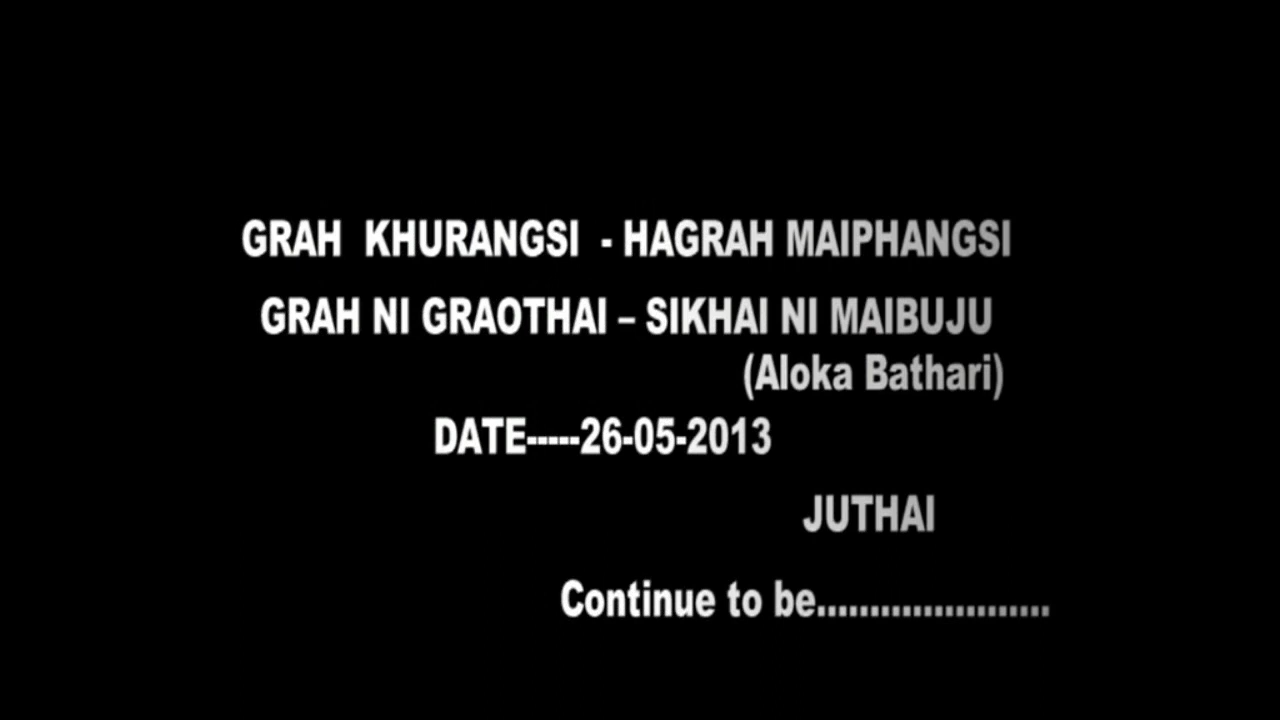 GRAH KHURANGSI - HAGRAH MAIPHANGSI
GRAH NI GRAOTHAI – SIKHAI NI MAIBUJU
(Aloka Bathari)
DATE-----26-05-2013
JUTHAI
Continue to be......................